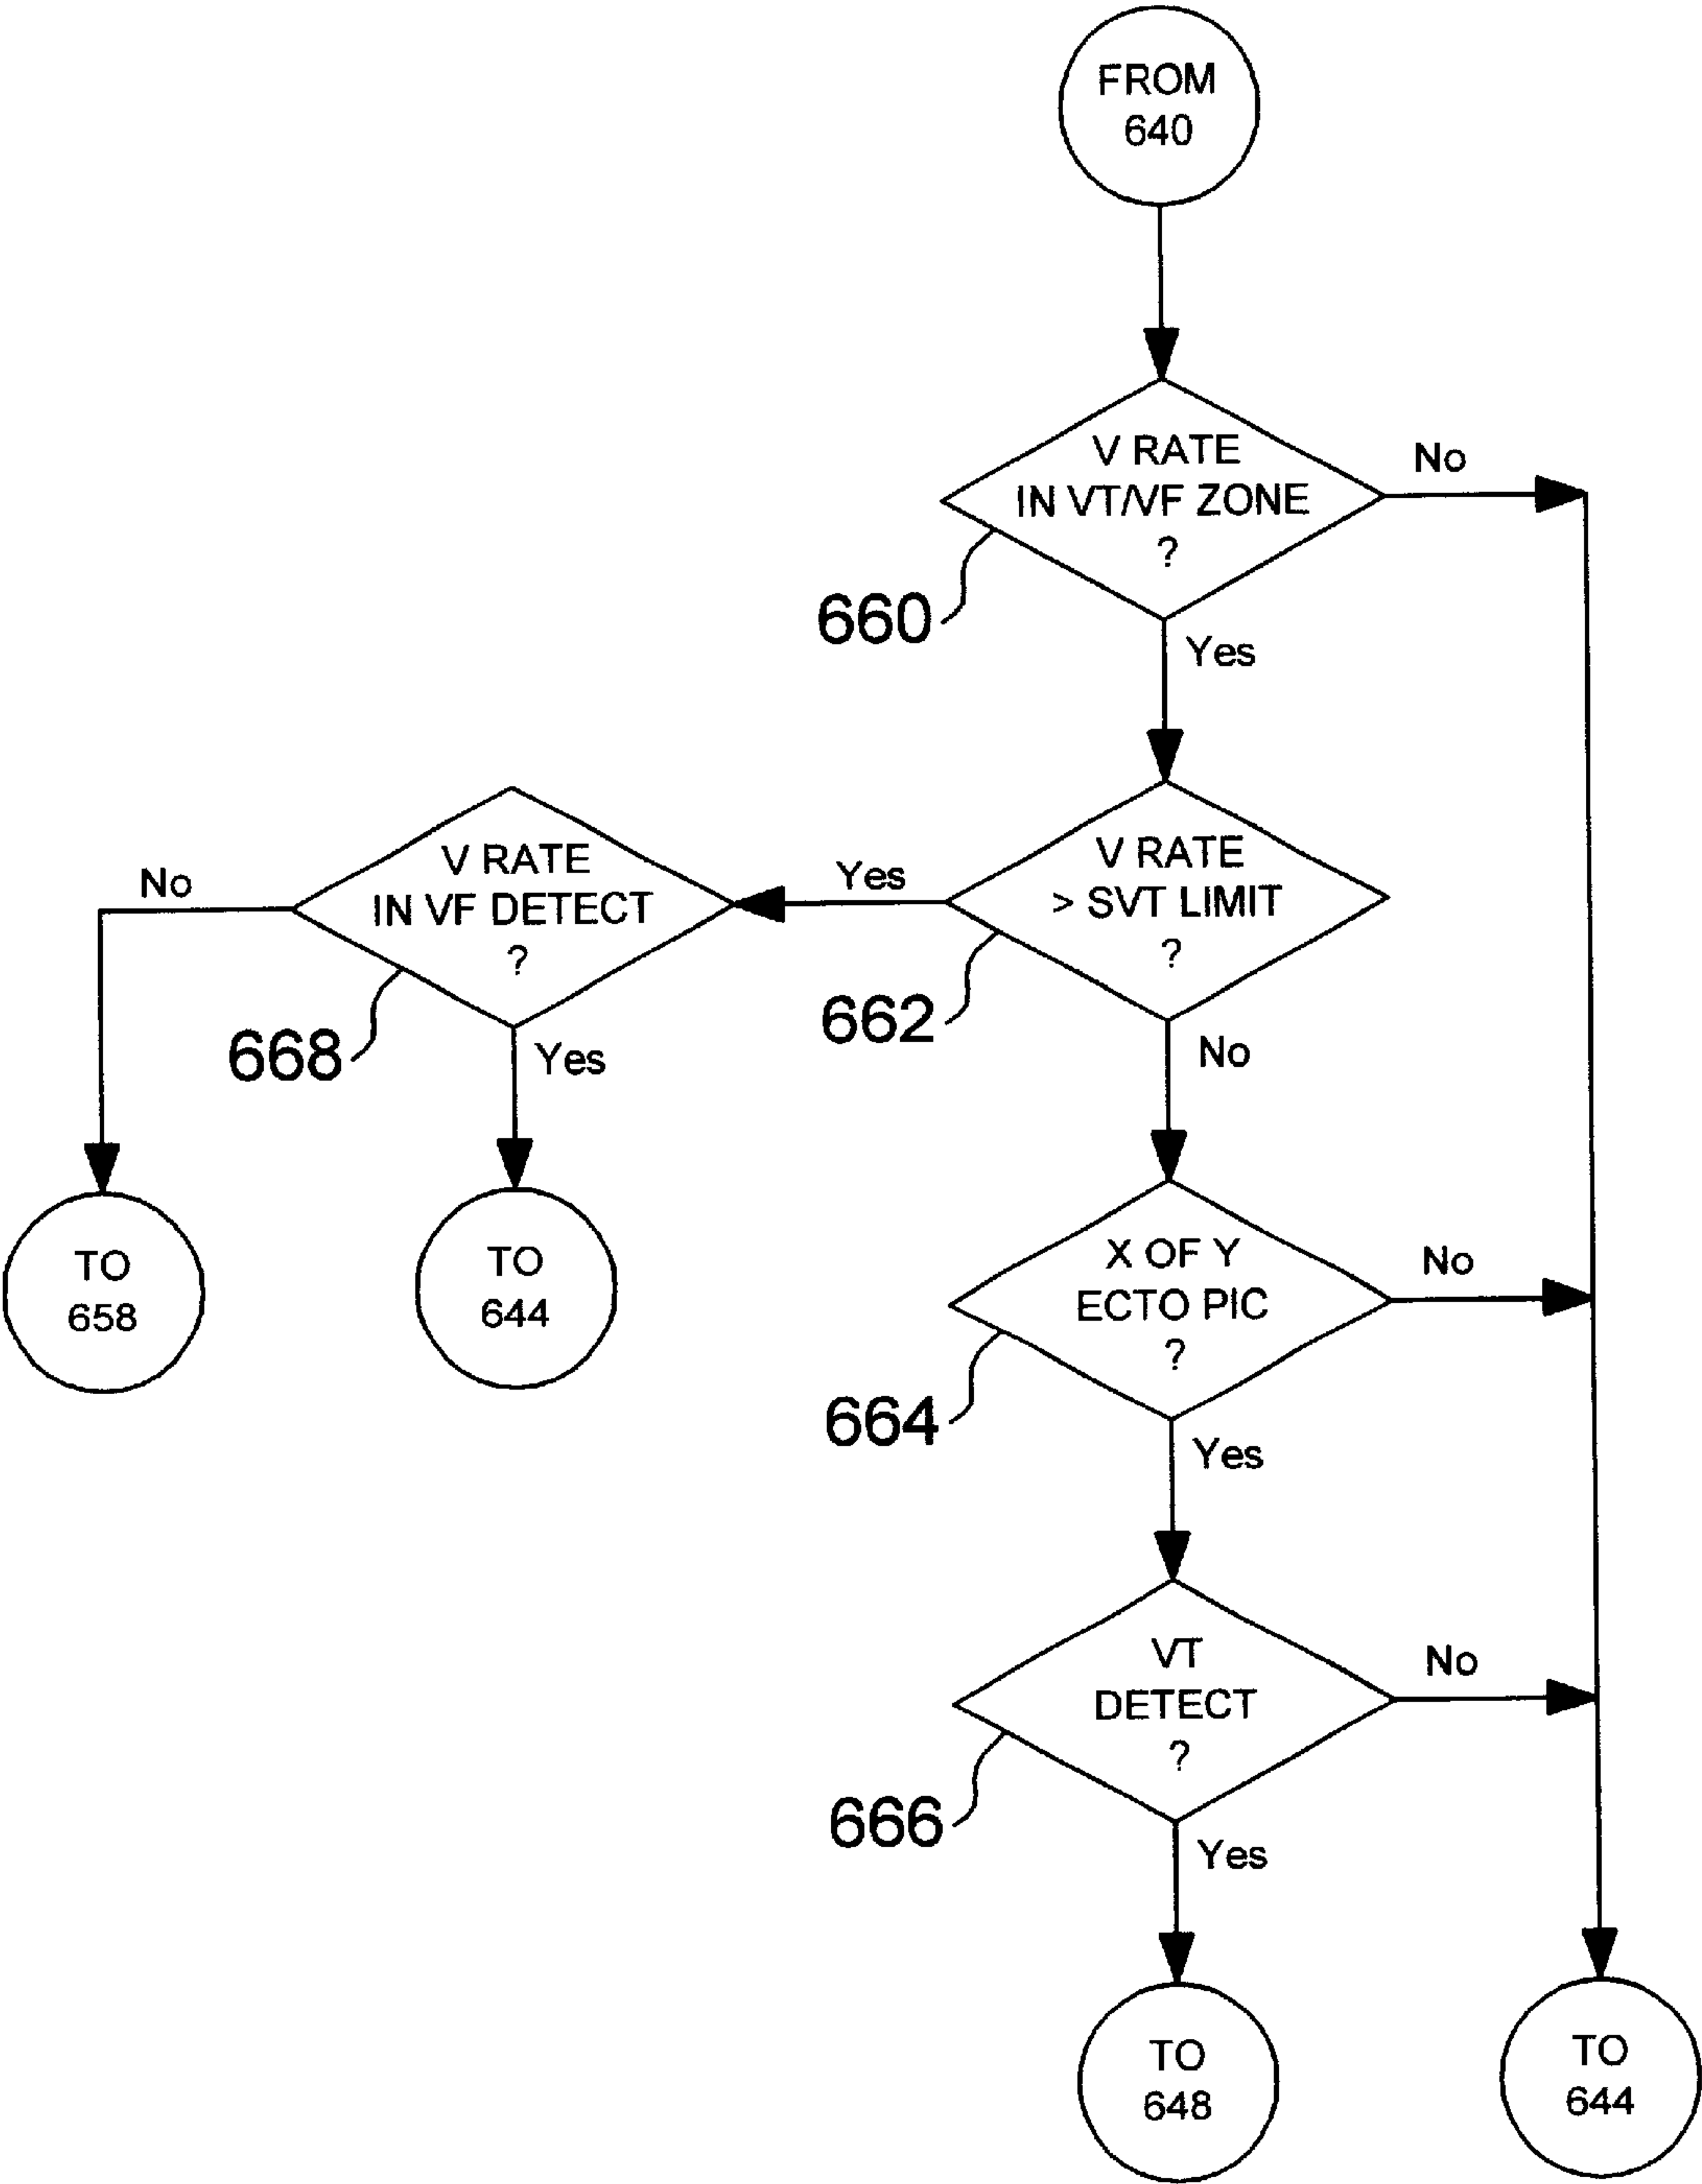 FROM
640
V RATE
IN VT/VF ZONE
?
No
660
Yes
V RATE
IN VF DETECT
?
No
668
Yes
Yes
V RATE
> SVT LIMIT
?
662
No
TO
658
TO
644
X OF Y
ECTO PIC
?
No
664
Yes
VT
DETECT
?
No
666
Yes
TO
648
TO
644